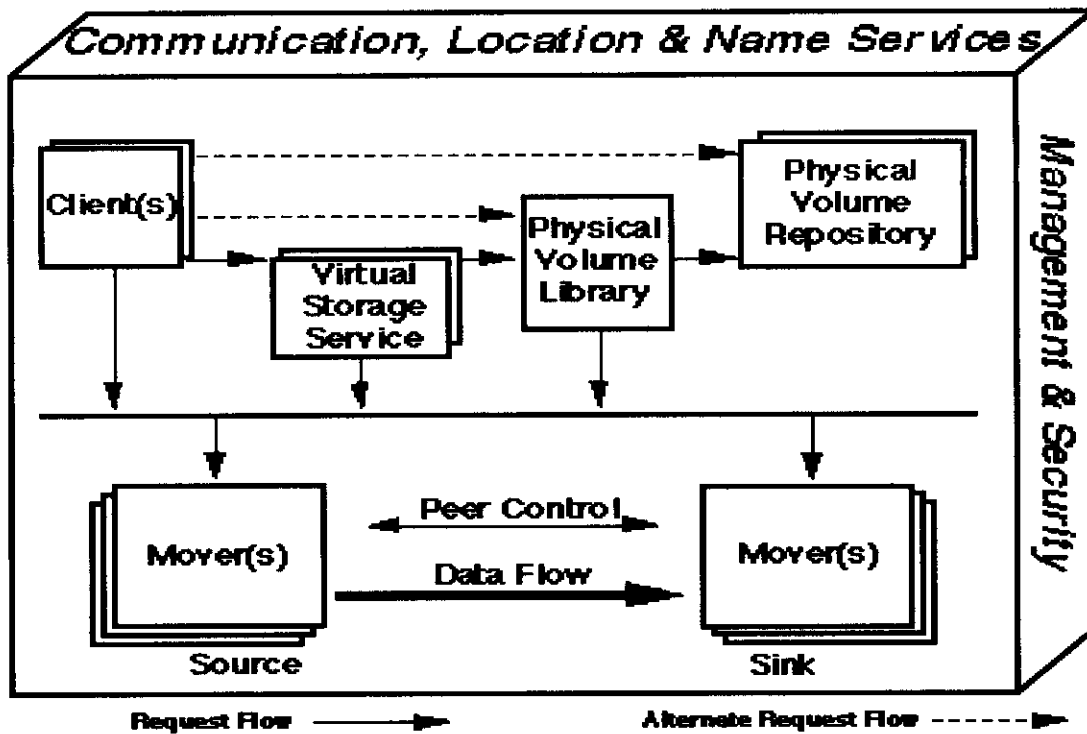 Communication, Location & Name Services
Management & Security
Client(s)
Virtual
Storage
Service
Physical
Volume
Library
Physical
Volume
Repository
Peer Control
Mover(s)
Mover(s)
Data Flow
Source
Sink
Request Flow
Alternate Request Flow